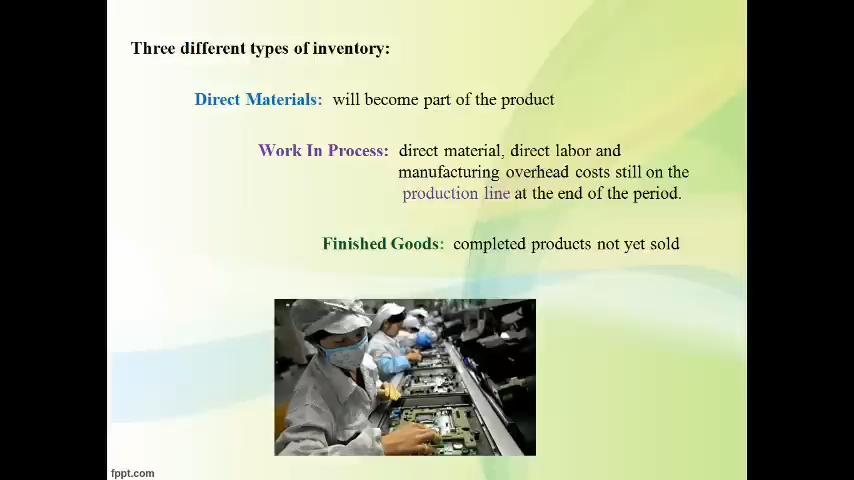 Three different types of inventory:
Direct Materials: will become part of the product
Work In Process: direct material, direct labor and
manufacturing overhead costs still on the
production line at the end of the period.
Finished Goods: completed products not yet sold
fppt.com